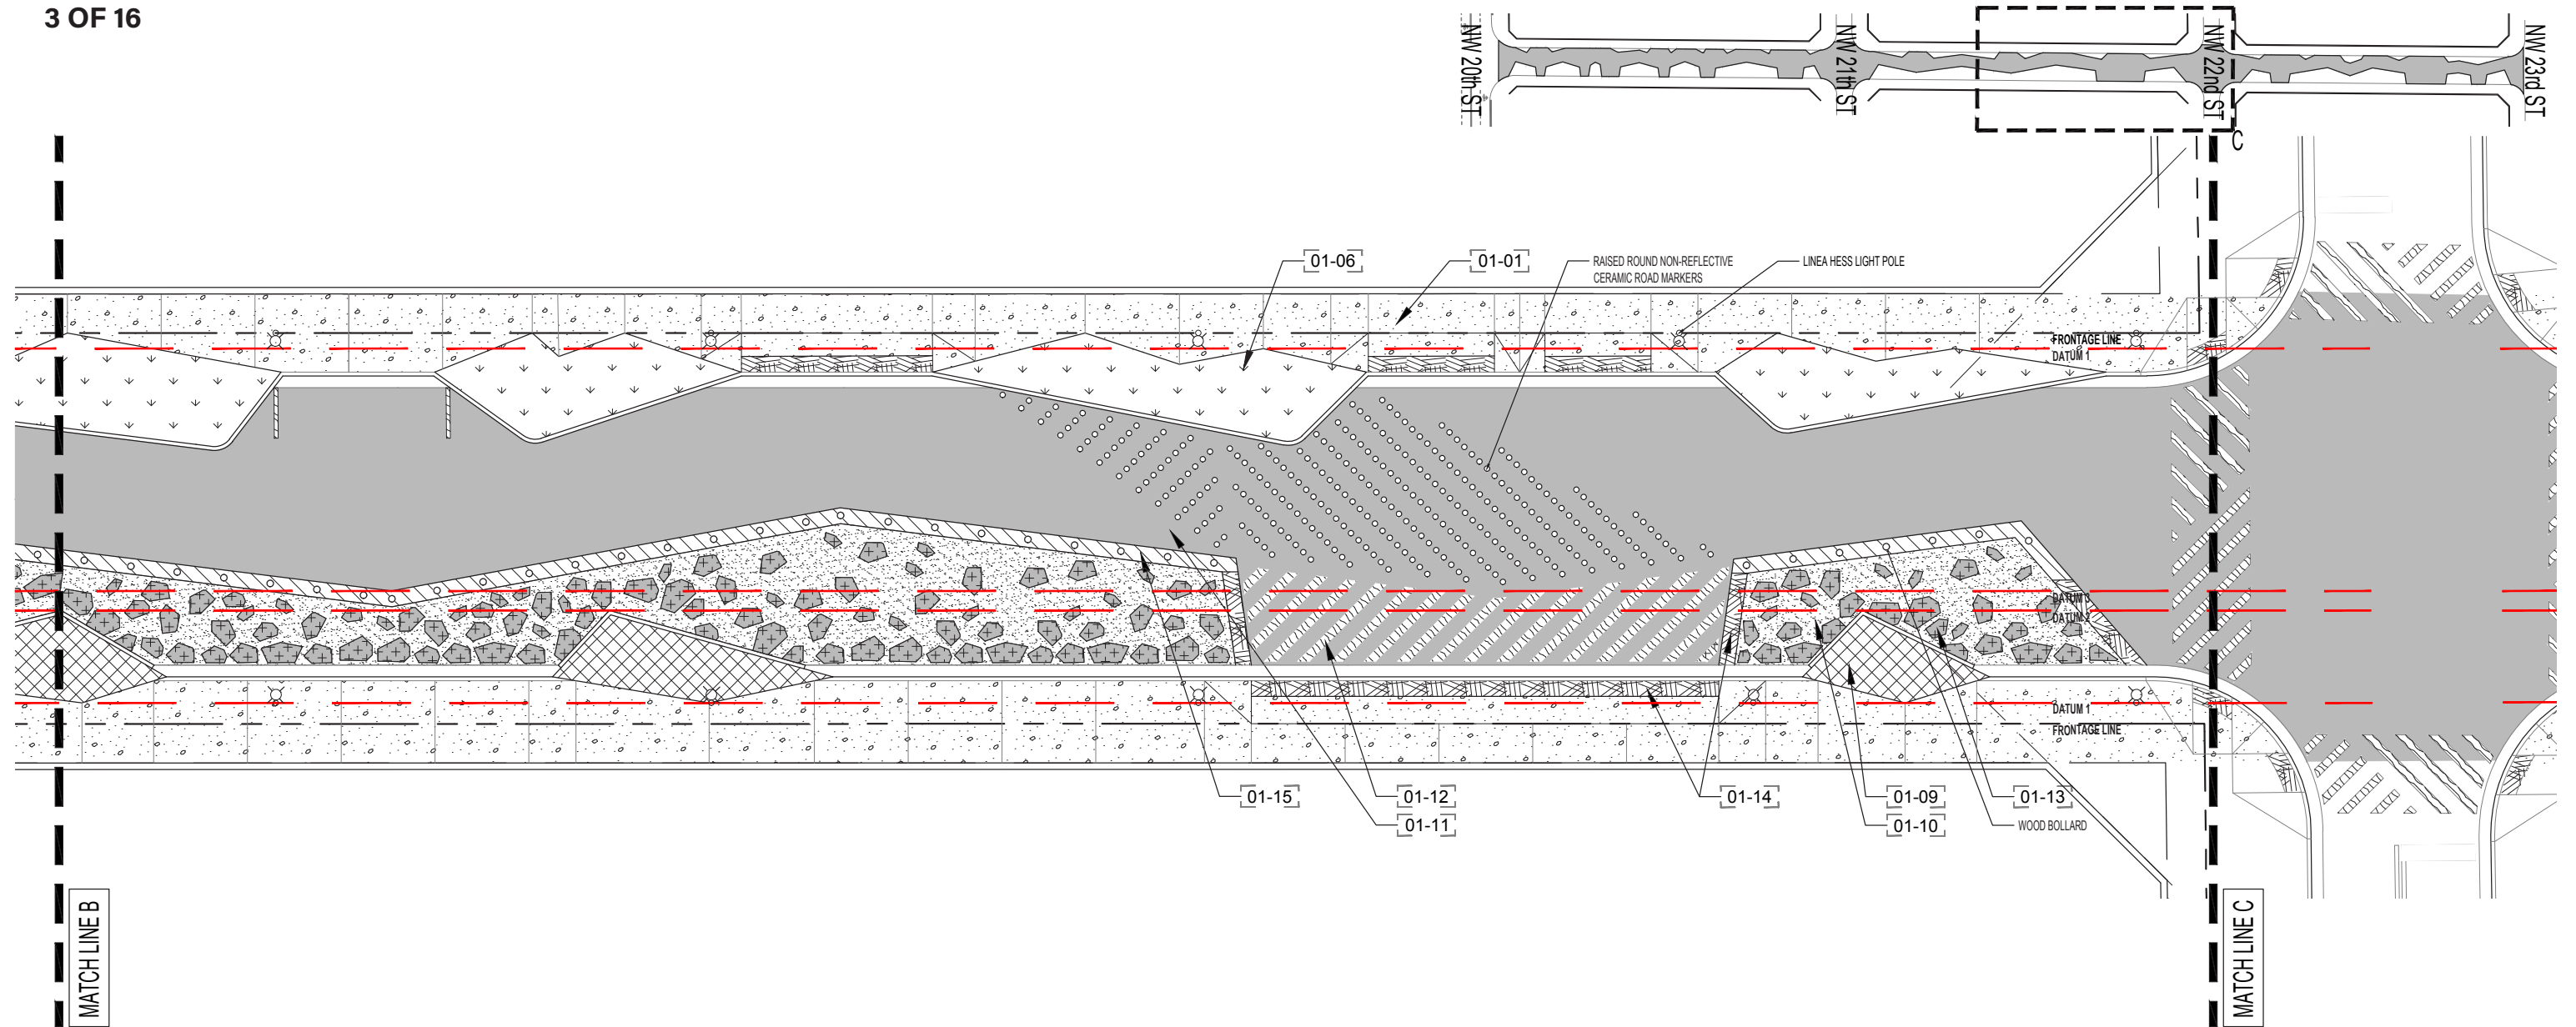 3 OF 16
NW 20th ST
NW 21th ST
NW 22nd ST
NW 23rd ST
C
01-06
01-01
RAISED ROUND NON-REFLECTIVE
CERAMIC ROAD MARKERS
LINEA HESS LIGHT POLE
FRONTAGE LINE
DATUM 1
DATUM 2
DATUM 1
FRONTAGE LINE
01-15
01-12
01-11
01-14
01-09
01-10
01-13
WOOD BOLLARD
MATCH LINE B
MATCH LINE C